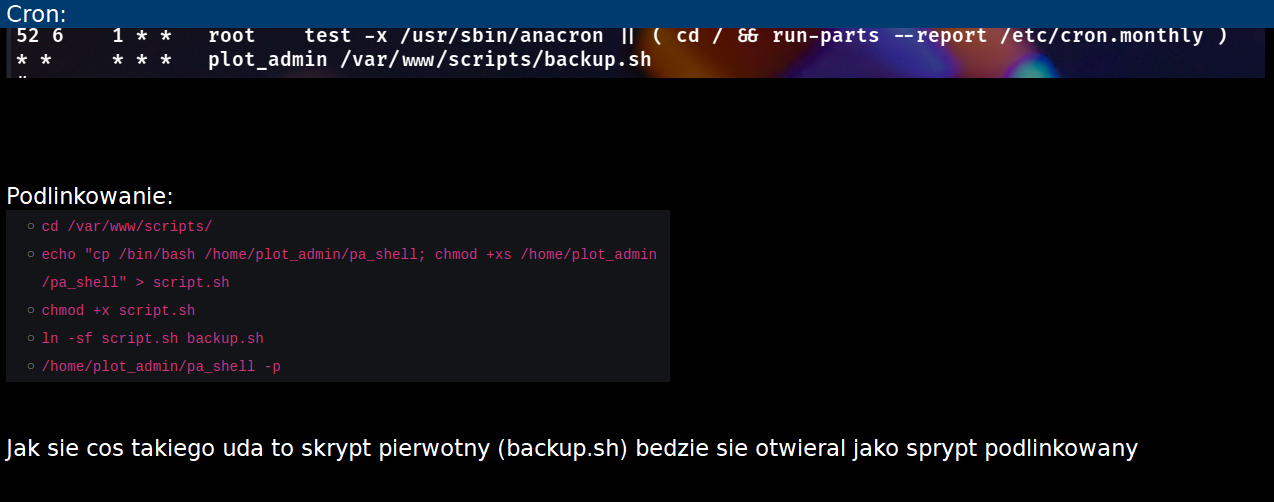 Cron:
52 6    1 * *   root    test -x /usr/sbin/anacron || ( cd / && run-parts --report /etc/cron.monthly )
* *     * * *   plot_admin /var/www/scripts/backup.sh
#
Podlinkowanie:
○ cd /var/www/scripts/
○ echo "cp /bin/bash /home/plot_admin/pa_shell; chmod +xs /home/plot_admin
/pa_shell" > script.sh
○ chmod +x script.sh
○ ln -sf script.sh backup.sh
○ /home/plot_admin/pa_shell -p
Jak sie cos takiego uda to skrypt pierwotny (backup.sh) bedzie sie otwieral jako sprypt podlinkowany